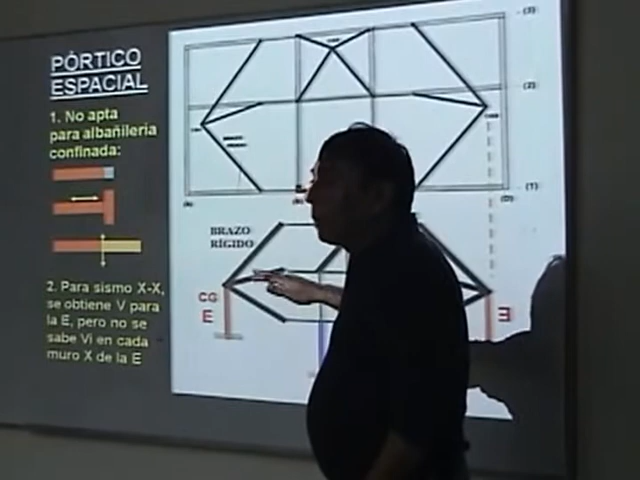 PÓRTICO
ESPACIAL
1. No apta
para albañileria
confinada:
2. Para sismo X-X,
se obtiene V para
la E, pero no se
sabe Vi en cada
muro X de la E
(3)
(2)
(1)
(A)
(D)
BRAZO
RÍGIDO
CG
E
E